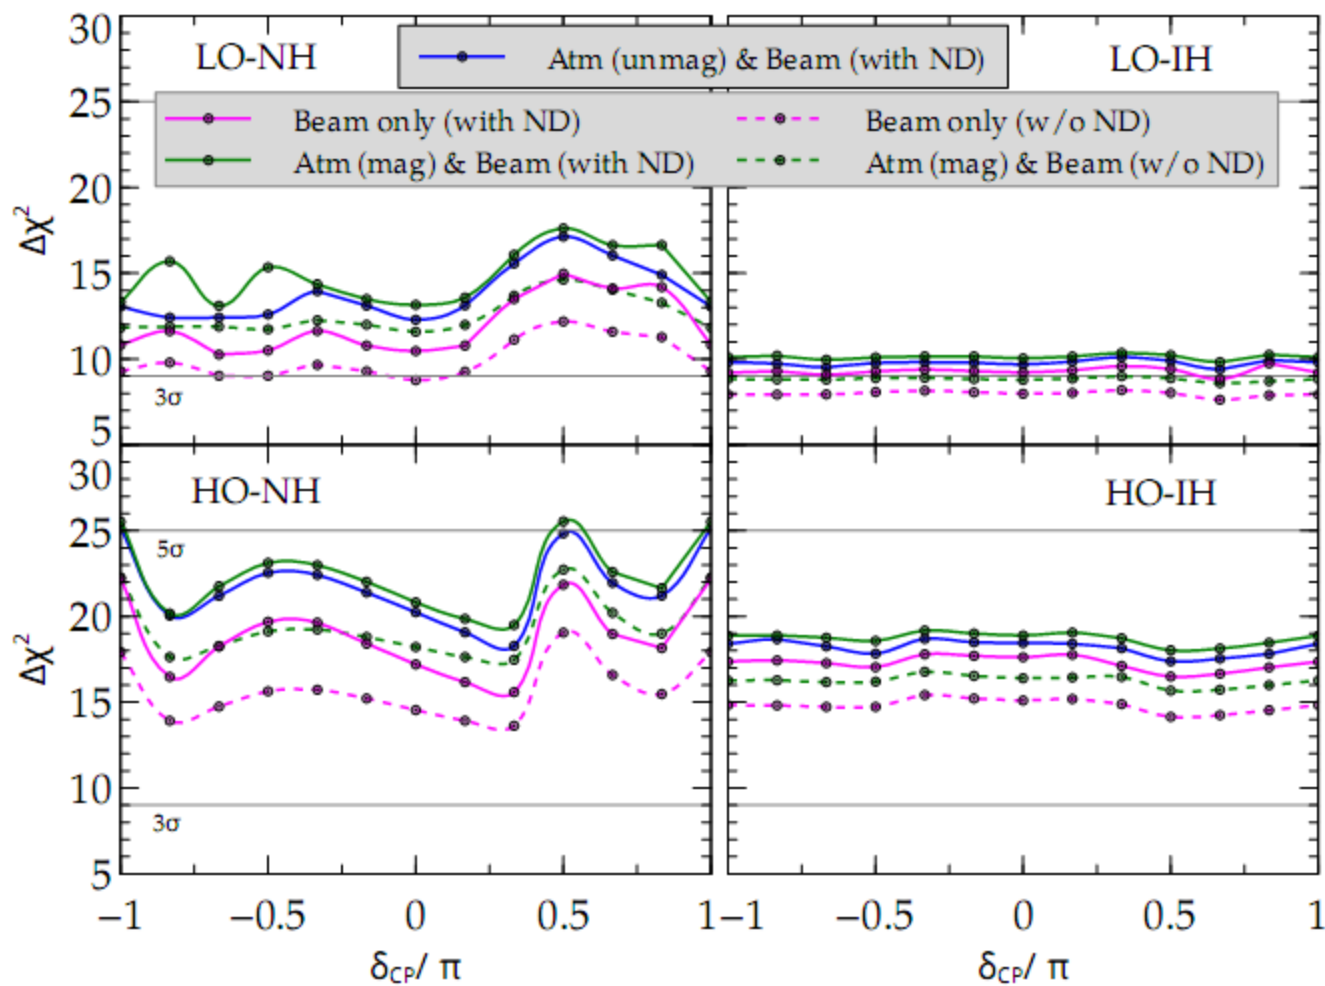 30
LO-NH
Atm (unmag) & Beam (with ND)
LO-IH
25
Beam only (with ND)
Beam only (w/o ND)
Atm (mag) & Beam (with ND)
Atm (mag) & Beam (w/o ND)
20
Δχ²
15
10
3σ
5
30
HO-NH
HO-IH
25
5σ
20
Δχ²
15
10
3σ
5
−1 −0.5 0 0.5 1 −1 −0.5 0 0.5 1
δCP/ π
δCP/ π